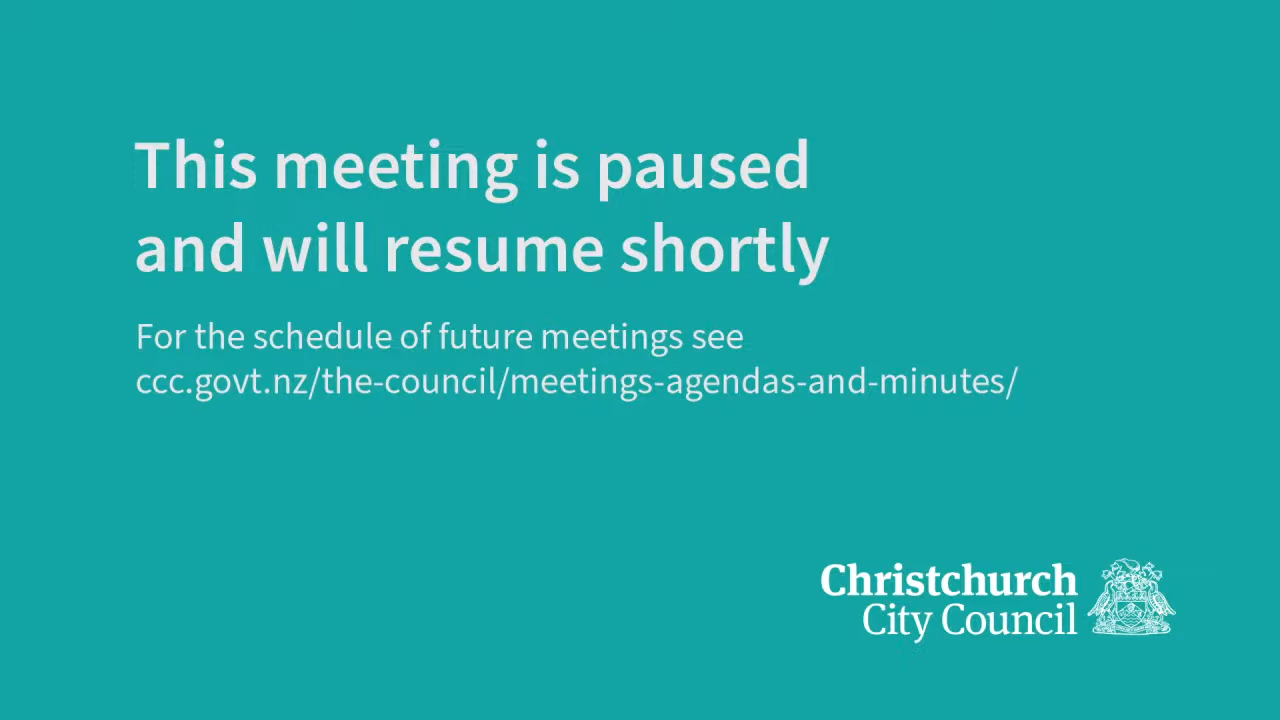 This meeting is paused
and will resume shortly
For the schedule of future meetings see
ccc.govt.nz/the-council/meetings-agendas-and-minutes/
Christchurch
City Council